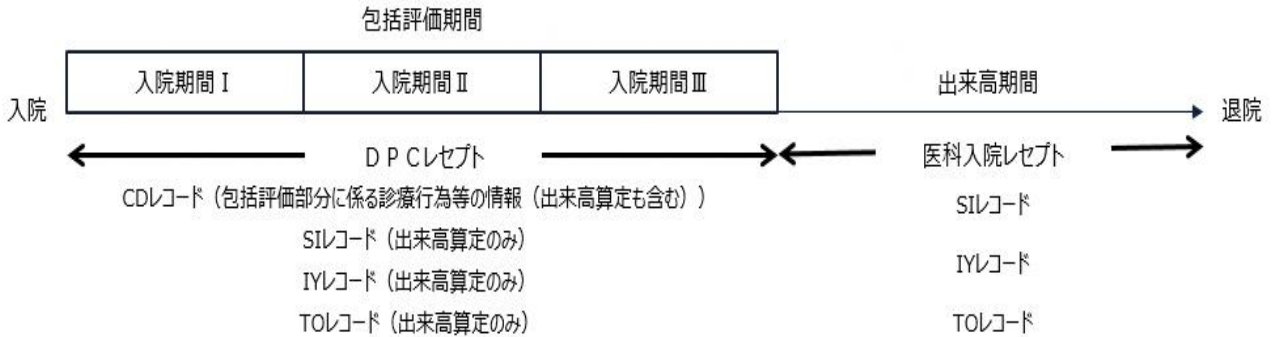 包括評価期間
入院期間Ⅰ 入院期間Ⅱ 入院期間Ⅲ 出来高期間
入院 退院
DPCレセプト 医科入院レセプト
CDレコード（包括評価部分に係る診療行為等の情報（出来高算定も含む））
SIレコード
SIレコード（出来高算定のみ）
IYレコード
IYレコード（出来高算定のみ）
TOレコード（出来高算定のみ） TOレコード